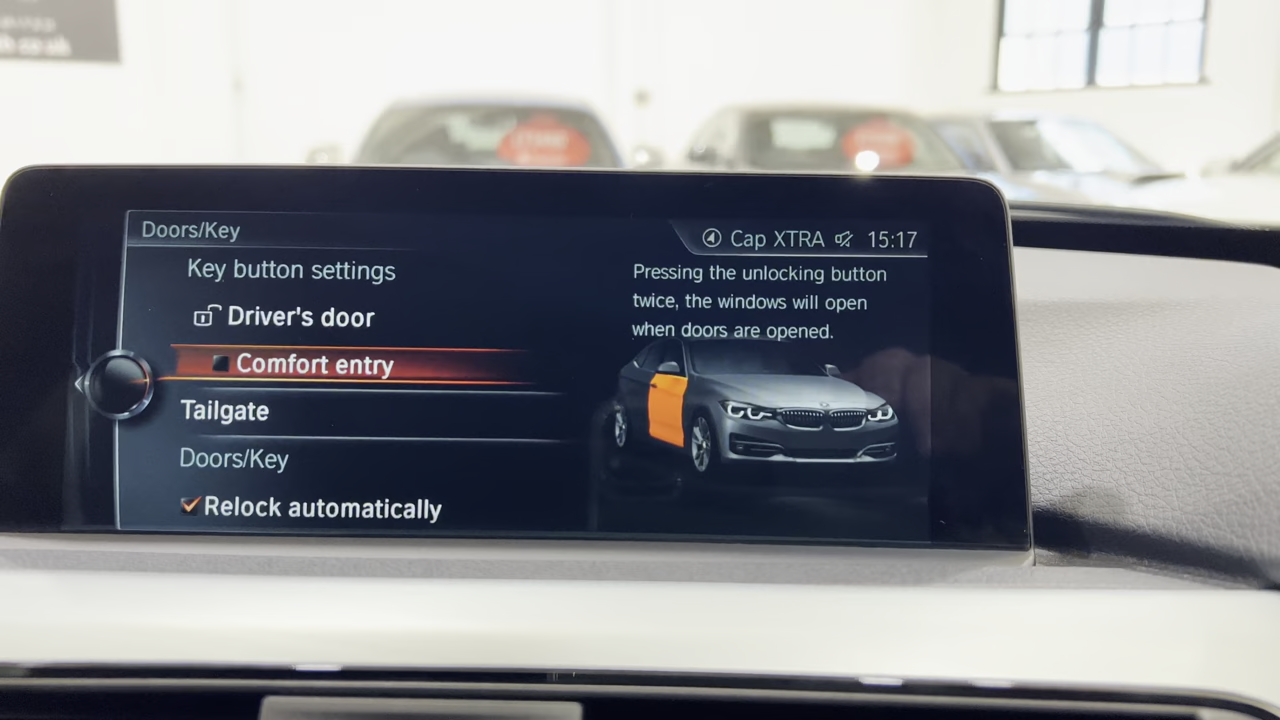 Doors/Key
Cap XTRA 15:17
Key button settings
Driver's door
Comfort entry
Tailgate
Doors/Key
Relock automatically
Pressing the unlocking button
twice, the windows will open
when doors are opened.